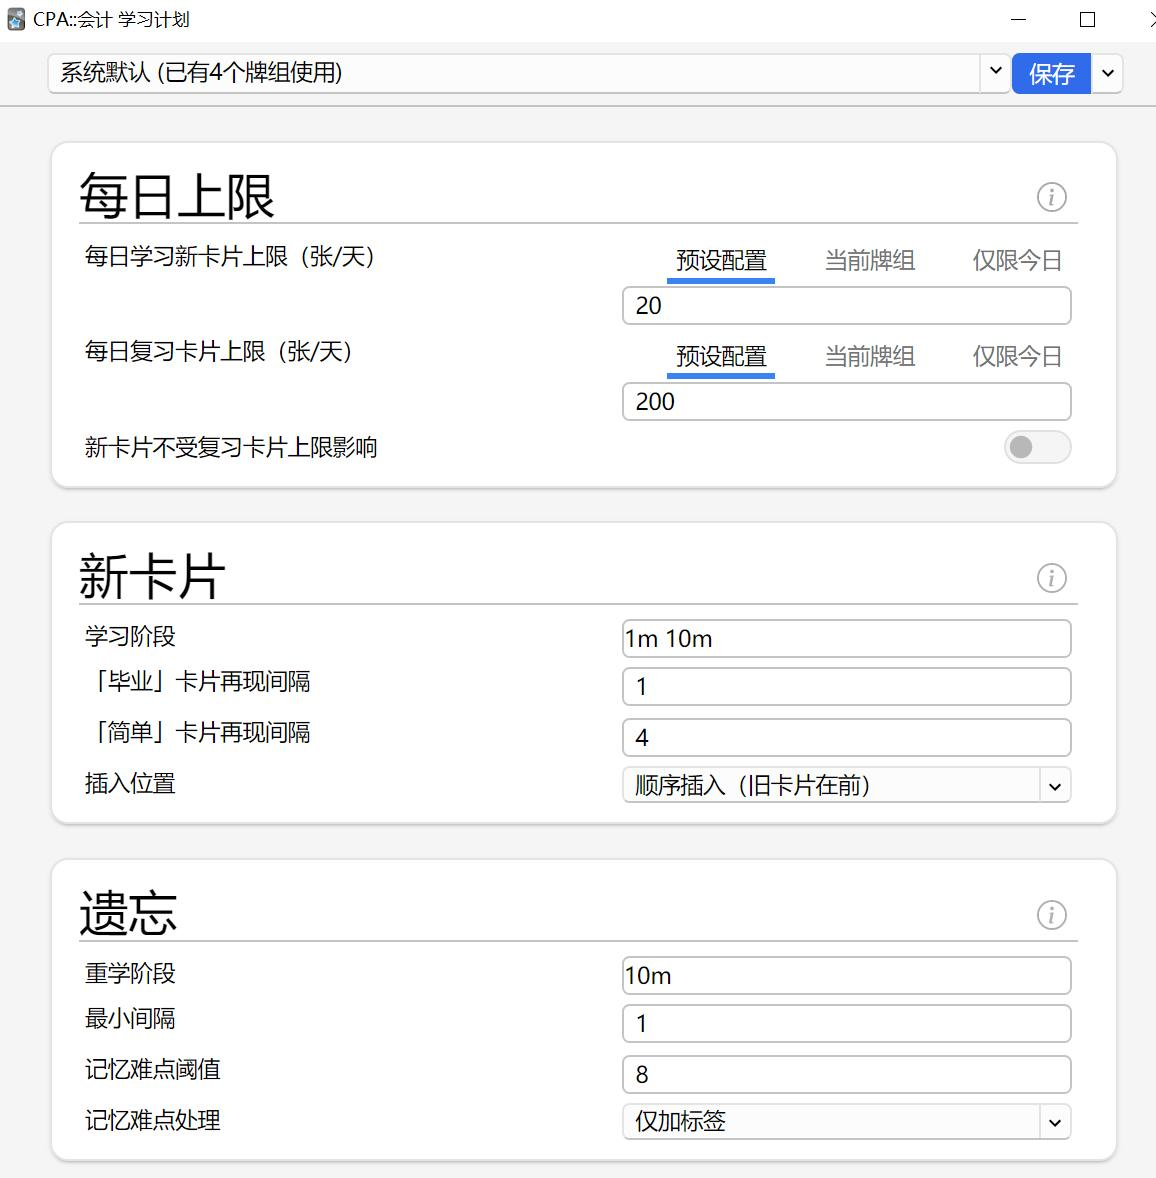 CPA::会计 学习计划
系统默认 (已有4个牌组使用)
保存
每日上限
每日学习新卡片上限（张/天）
预设配置 当前牌组 仅限今日
20
每日复习卡片上限（张/天）
预设配置 当前牌组 仅限今日
200
新卡片不受复习卡片上限影响
新卡片
学习阶段
1m 10m
「毕业」卡片再现间隔
1
「简单」卡片再现间隔
4
插入位置
顺序插入（旧卡片在前）
遗忘
重学阶段
10m
最小间隔
1
记忆难点阈值
8
记忆难点处理
仅加标签